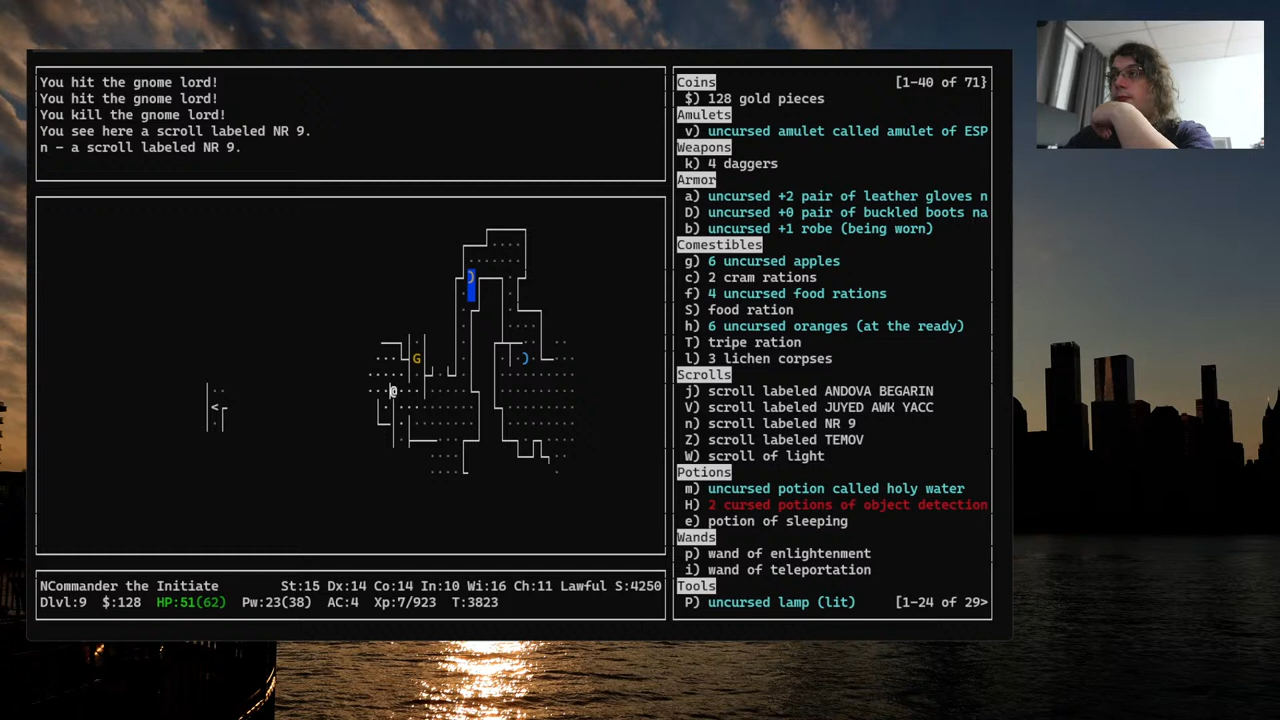 You hit the gnome lord!
You hit the gnome lord!
You kill the gnome lord!
You see here a scroll labeled NR 9.
n - a scroll labeled NR 9.
Coins [1-40 of 71}
$) 128 gold pieces
Amulets
v) uncursed amulet called amulet of ESP
Weapons
k) 4 daggers
Armor
a) uncursed +2 pair of leather gloves n
D) uncursed +0 pair of buckled boots na
b) uncursed +1 robe (being worn)
Comestibles
g) 6 uncursed apples
c) 2 cram rations
f) 4 uncursed food rations
S) food ration
h) 6 uncursed oranges (at the ready)
T) tripe ration
l) 3 lichen corpses
Scrolls
j) scroll labeled ANDOVA BEGARIN
V) scroll labeled JUYED AWK YACC
n) scroll labeled NR 9
Z) scroll labeled TEMOV
W) scroll of light
Potions
m) uncursed potion called holy water
H) 2 cursed potions of object detection
e) potion of sleeping
Wands
p) wand of enlightenment
i) wand of teleportation
Tools
P) uncursed lamp (lit) [1-24 of 29>
)
G )
@
<
NCommander the Initiate St:15 Dx:14 Co:14 In:10 Wi:16 Ch:11 Lawful S:4250
Dlvl:9 $:128 HP:51(62) Pw:23(38) AC:4 Xp:7/923 T:3823